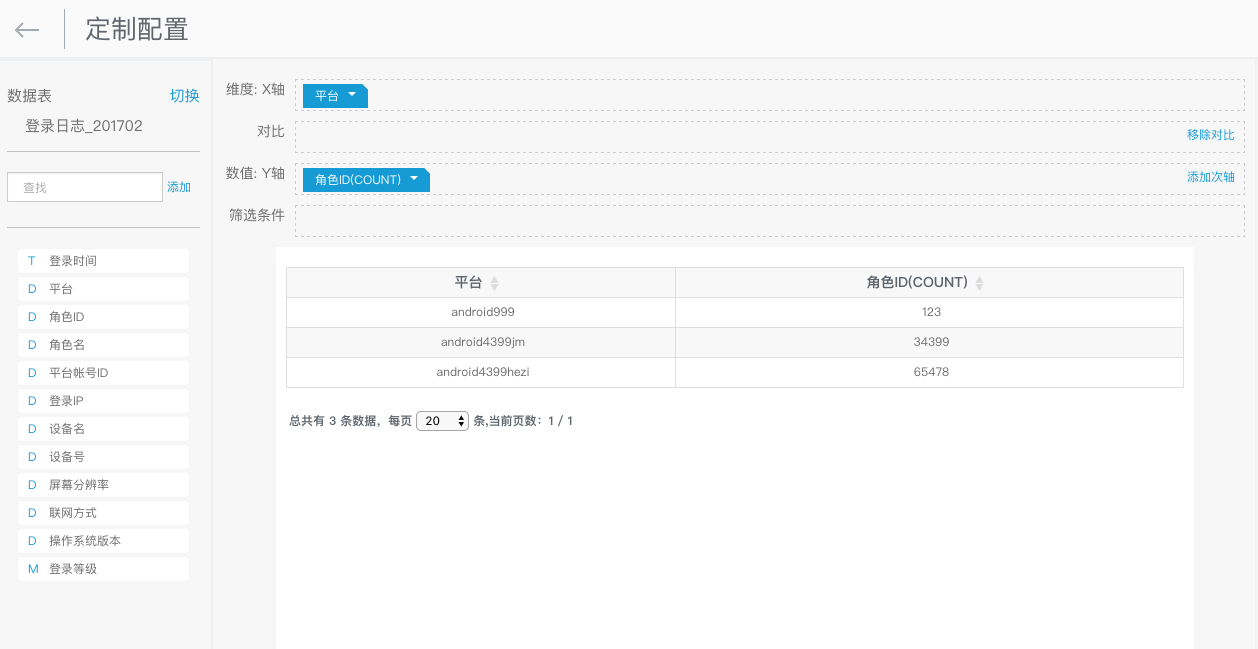 定制配置
数据表 切换
登录日志_201702
查找 添加
T 登录时间
D 平台
D 角色ID
D 角色名
D 平台帐号ID
D 登录IP
D 设备名
D 设备号
D 屏幕分辨率
D 联网方式
D 操作系统版本
M 登录等级
维度: X轴 平台
对比 移除对比
数值: Y轴 角色ID(COUNT) 添加次轴
筛选条件
平台 角色ID(COUNT)
android999 123
android4399jm 34399
android4399hezi 65478
总共有 3 条数据，每页 20 条,当前页数：1 / 1